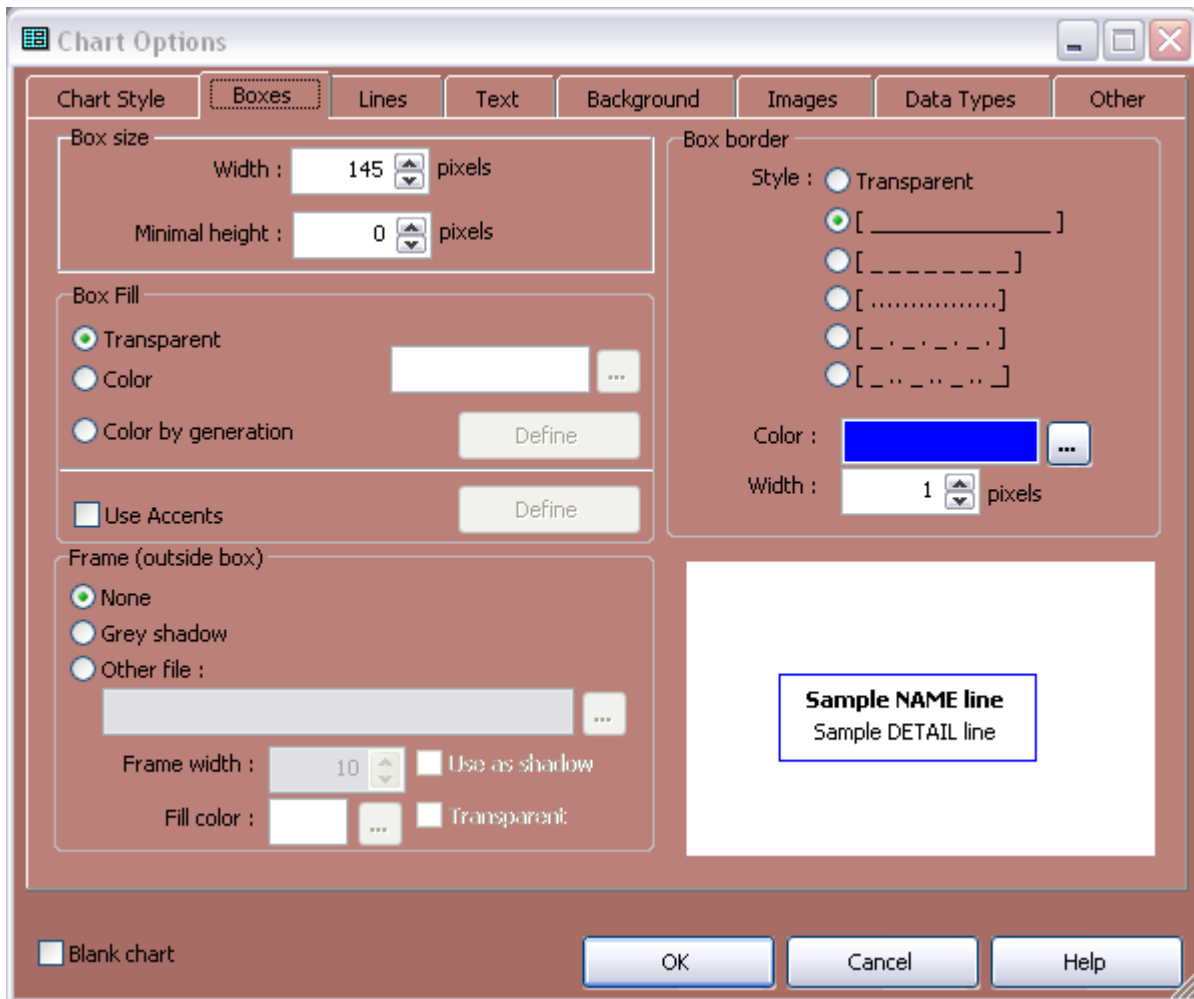 Chart Options
Chart Style Boxes Lines Text Background Images Data Types Other
Box size
Width : 145 pixels
Minimal height : 0 pixels
Box Fill
Transparent
Color ...
Color by generation Define
Use Accents Define
Frame (outside box)
None
Grey shadow
Other file :
...
Frame width : 10 Use as shadow
Fill color : ... Transparent
Box border
Style : Transparent
[ _____________ ]
[ _ _ _ _ _ _ _ _ ]
[ ................ ]
[ _ . _ . _ . _ . ]
[ _ .. _ .. _ .. _ ]
Color : ...
Width : 1 pixels
Sample NAME line
Sample DETAIL line
Blank chart OK Cancel Help